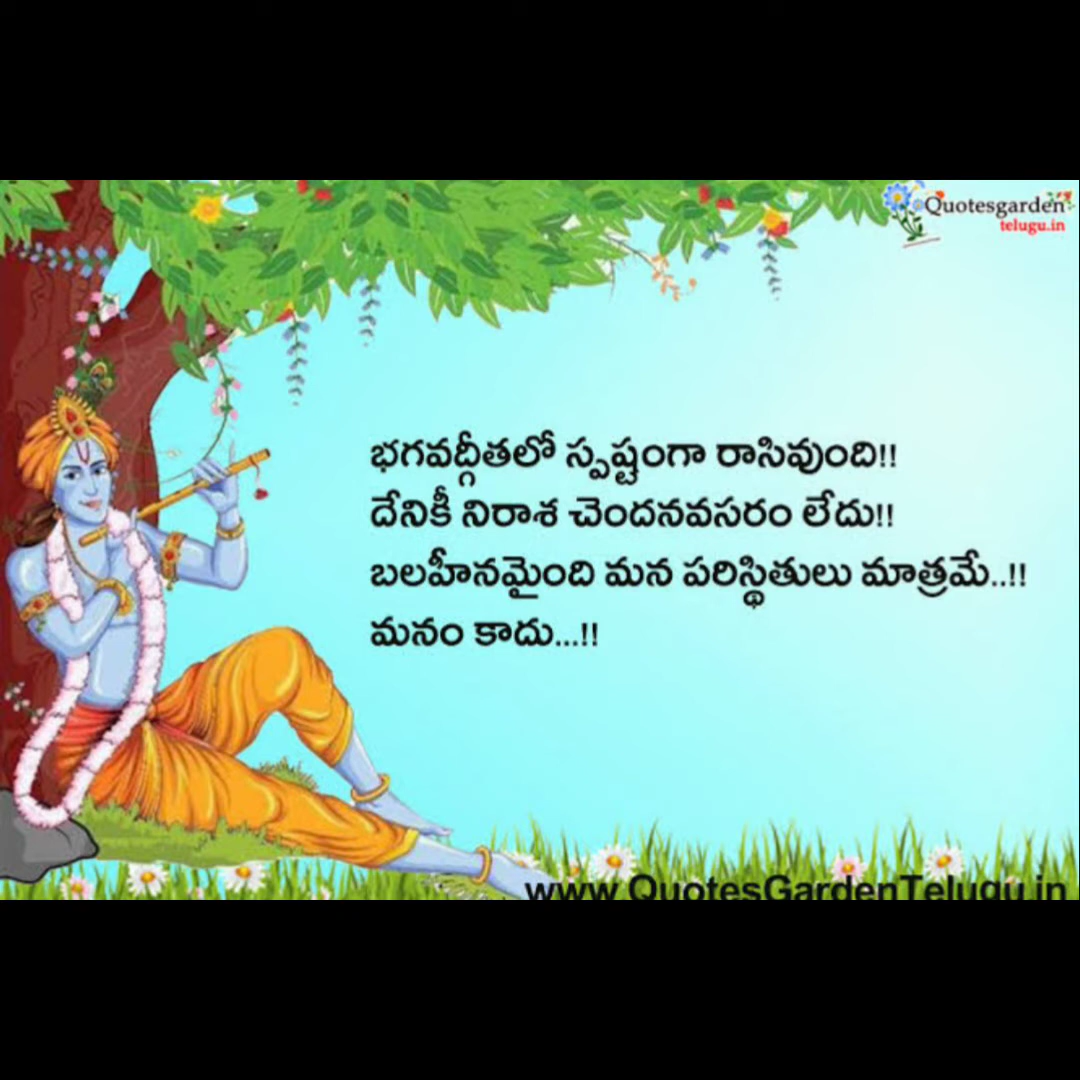 Quotesgarden
telugu.in
భగవద్గీతలో స్పష్టంగా రాసివుంది!!
దేనికీ నిరాశ చెందనవసరం లేదు!!
బలహీనమైంది మన పరిస్థితులు మాత్రమే..!!
మనం కాదు...!!
www.QuotesGardenTelugu.in